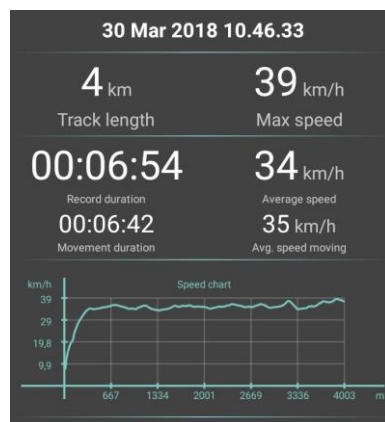 30 Mar 2018 10.46.33
4 km 39 km/h
Track length Max speed
00:06:54 34 km/h
Record duration Average speed
00:06:42 35 km/h
Movement duration Avg. speed moving
km/h Speed chart
39
29
19,8
9,9
667 1334 2001 2669 3336 4003 m